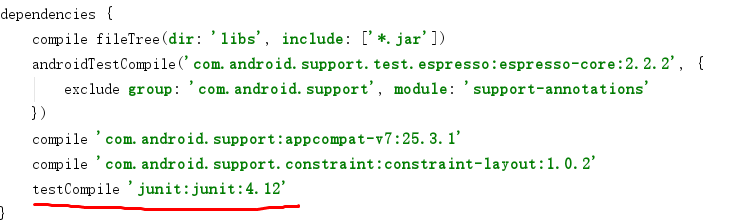 dependencies {
    compile fileTree(dir: 'libs', include: ['*.jar'])
    androidTestCompile('com.android.support.test.espresso:espresso-core:2.2.2', {
        exclude group: 'com.android.support', module: 'support-annotations'
    })
    compile 'com.android.support:appcompat-v7:25.3.1'
    compile 'com.android.support.constraint:constraint-layout:1.0.2'
    testCompile 'junit:junit:4.12'
}